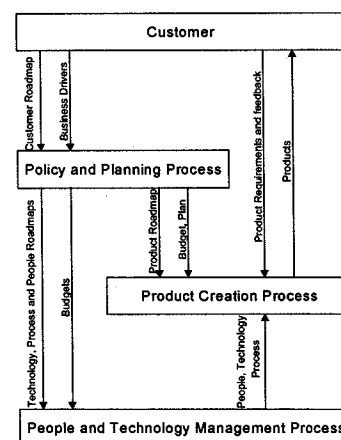 Customer
Customer Roadmap
Business Drivers
Product Requirements and feedback
Products
Policy and Planning Process
Technology, Process and People Roadmaps
Budgets
Product Roadmap
Budget, Plan
Product Creation Process
People, Technology
Process
People and Technology Management Process